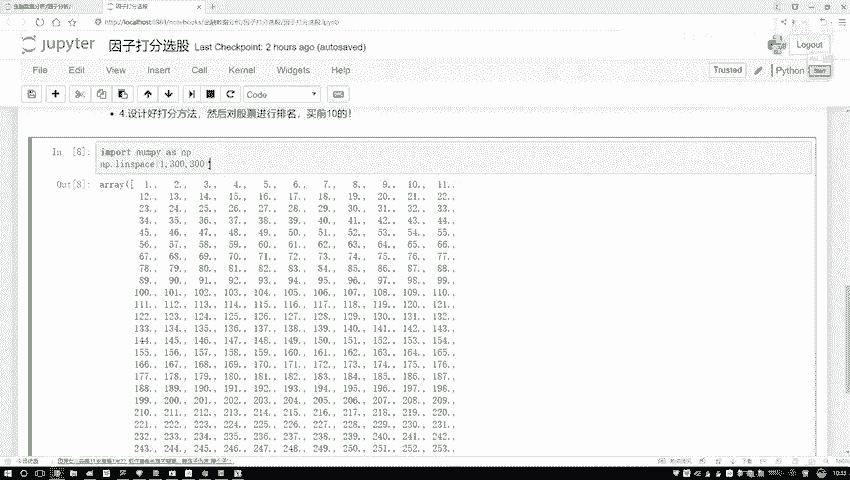 金融数据分析/因子分析/
因子打分选股
jupyter 因子打分选股 Last Checkpoint: 2 hours ago (autosaved)
Logout
File Edit View Insert Cell Kernel Widgets Help
Trusted
Python
Code
4.设计好打分方法，然后对股票进行排名，买前10的！
In [8]:
import numpy as np
np.linspace(1,300,300)
Out[8]: array([ 1., 2., 3., 4., 5., 6., 7., 8., 9., 10., 11.,
12., 13., 14., 15., 16., 17., 18., 19., 20., 21., 22.,
23., 24., 25., 26., 27., 28., 29., 30., 31., 32., 33.,
34., 35., 36., 37., 38., 39., 40., 41., 42., 43., 44.,
45., 46., 47., 48., 49., 50., 51., 52., 53., 54., 55.,
56., 57., 58., 59., 60., 61., 62., 63., 64., 65., 66.,
67., 68., 69., 70., 71., 72., 73., 74., 75., 76., 77.,
78., 79., 80., 81., 82., 83., 84., 85., 86., 87., 88.,
89., 90., 91., 92., 93., 94., 95., 96., 97., 98., 99.,
100., 101., 102., 103., 104., 105., 106., 107., 108., 109., 110.,
111., 112., 113., 114., 115., 116., 117., 118., 119., 120., 121.,
122., 123., 124., 125., 126., 127., 128., 129., 130., 131., 132.,
133., 134., 135., 136., 137., 138., 139., 140., 141., 142., 143.,
144., 145., 146., 147., 148., 149., 150., 151., 152., 153., 154.,
155., 156., 157., 158., 159., 160., 161., 162., 163., 164., 165.,
166., 167., 168., 169., 170., 171., 172., 173., 174., 175., 176.,
177., 178., 179., 180., 181., 182., 183., 184., 185., 186., 187.,
188., 189., 190., 191., 192., 193., 194., 195., 196., 197., 198.,
199., 200., 201., 202., 203., 204., 205., 206., 207., 208., 209.,
210., 211., 212., 213., 214., 215., 216., 217., 218., 219., 220.,
221., 222., 223., 224., 225., 226., 227., 228., 229., 230., 231.,
232., 233., 234., 235., 236., 237., 238., 239., 240., 241., 242.,
243., 244., 245., 246., 247., 248., 249., 250., 251., 252., 253.,
10:33